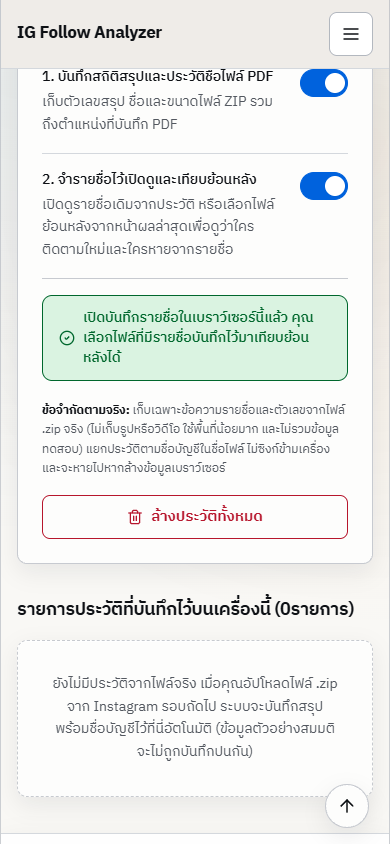 IG Follow Analyzer
1. บันทึกสถิติสรุปและประวัติชื่อไฟล์ PDF
เก็บตัวเลขสรุป ชื่อและขนาดไฟล์ ZIP รวม
ถึงตำแหน่งที่บันทึก PDF
2. จำรายชื่อไว้เปิดดูและเทียบย้อนหลัง
เปิดดูรายชื่อเดิมจากประวัติ หรือเลือกไฟล์
ย้อนหลังจากหน้าผลล่าสุดเพื่อดูว่าใคร
ติดตามใหม่และใครหายจากรายชื่อ
เปิดบันทึกรายชื่อในเบราว์เซอร์นี้แล้ว คุณ
เลือกไฟล์ที่มีรายชื่อบันทึกไว้มาเทียบย้อน
หลังได้
ข้อจำกัดตามจริง: เก็บเฉพาะข้อความรายชื่อและตัวเลขจากไฟล์
.zip จริง (ไม่เก็บรูปหรือวิดีโอ ใช้พื้นที่น้อยมาก และไม่รวมข้อมูล
ทดสอบ) แยกประวัติตามชื่อบัญชีในชื่อไฟล์ ไม่ซิงก์ข้ามเครื่อง
และจะหายไปหากล้างข้อมูลเบราว์เซอร์
ล้างประวัติทั้งหมด
รายการประวัติที่บันทึกไว้บนเครื่องนี้ (0รายการ)
ยังไม่มีประวัติจากไฟล์จริง เมื่อคุณอัปโหลดไฟล์ .zip
จาก Instagram รอบถัดไป ระบบจะบันทึกสรุป
พร้อมชื่อบัญชีไว้ที่นี่อัตโนมัติ (ข้อมูลตัวอย่างสมมติ
จะไม่ถูกบันทึกปนกัน)